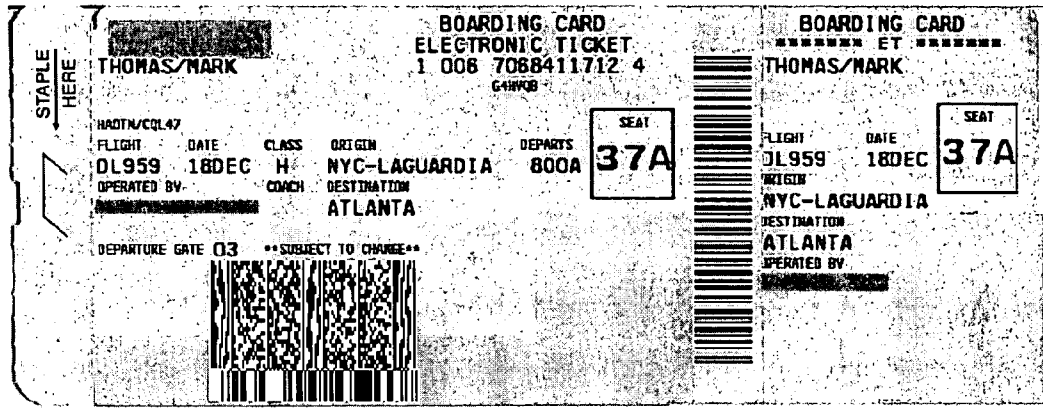 STAPLE
HERE
BOARDING CARD
ELECTRONIC TICKET
THOMAS/MARK 1 006 7068411712 4
HADTN/CQL47
SEAT
37A
FLIGHT DATE CLASS ORIGIN DEPARTS
DL959 18DEC H NYC-LAGUARDIA 800A
OPERATED BY COACH DESTINATION
ATLANTA
DEPARTURE GATE 03 **SUBJECT TO CHANGE**
BOARDING CARD
******* ET *******
THOMAS/MARK
SEAT
37A
FLIGHT DATE
DL959 18DEC
ORIGIN
NYC-LAGUARDIA
DESTINATION
ATLANTA
OPERATED BY